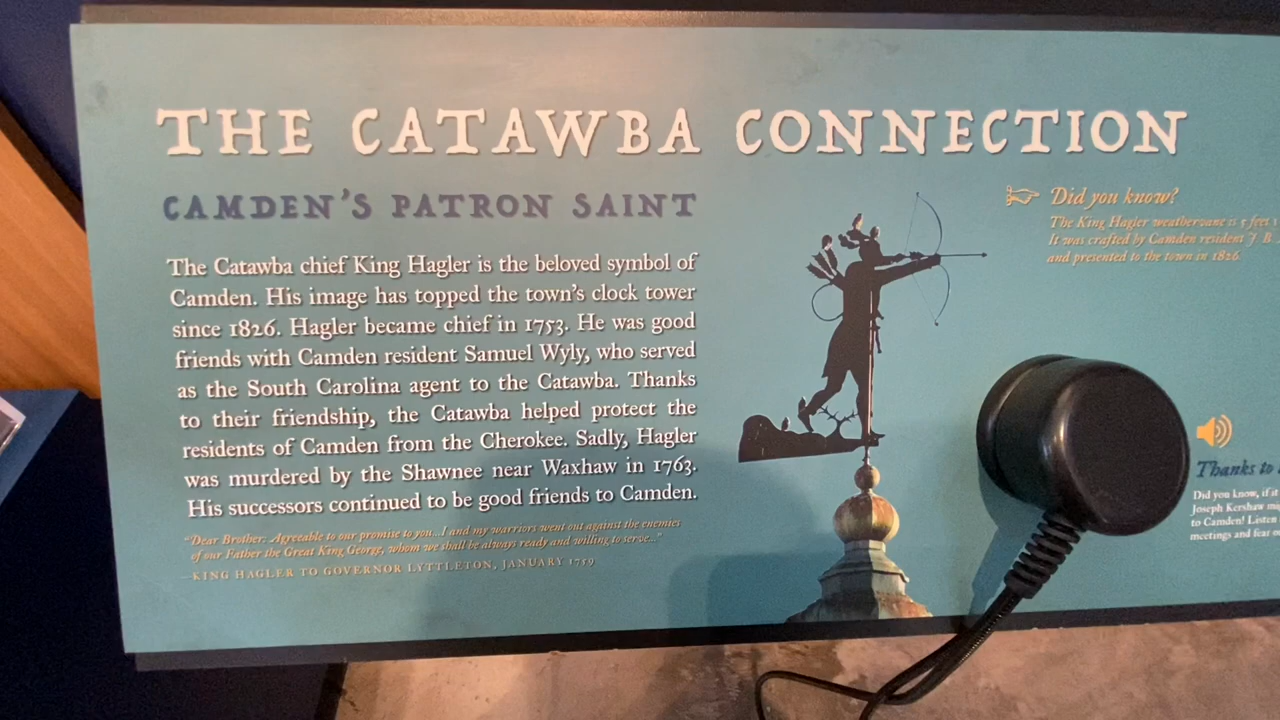 THE CATAWBA CONNECTION
CAMDEN'S PATRON SAINT
The Catawba chief King Hagler is the beloved symbol of
Camden. His image has topped the town's clock tower
since 1826. Hagler became chief in 1753. He was good
friends with Camden resident Samuel Wyly, who served
as the South Carolina agent to the Catawba. Thanks
to their friendship, the Catawba helped protect the
residents of Camden from the Cherokee. Sadly, Hagler
was murdered by the Shawnee near Waxhaw in 1763.
His successors continued to be good friends to Camden.
"Dear Brother: Agreeable to our promise to you...I and my warriors went out against the enemies
of our Father the Great King George, whom we shall be always ready and willing to serve..."
KING HAGLER TO GOVERNOR LYTTLETON, JANUARY 1759
Did you know?
The King Hagler weathervane is 5 feet
It was crafted by Camden resident J. B.
and presented to the town in 1826.
Thanks to
Did you know, if it
Joseph Kershaw
to Camden! Listen
meetings and fear